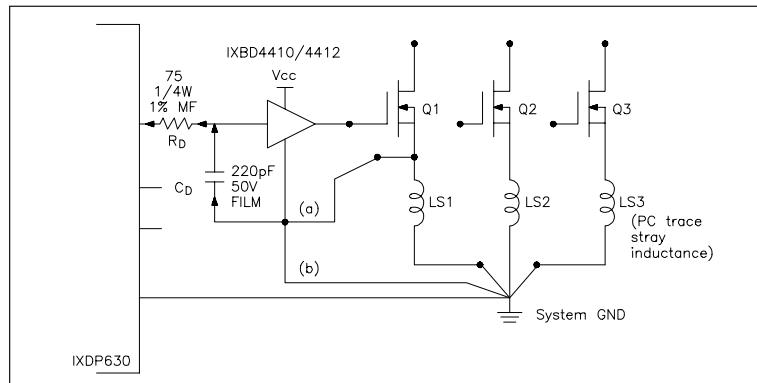 IXBD4410/4412
75
1/4W
1% MF
RD
Vcc
Q1
Q2
Q3
CD
220pF
50V
FILM
(a)
LS1
LS2
LS3
(PC trace
stray
inductance)
(b)
System GND
IXDP630